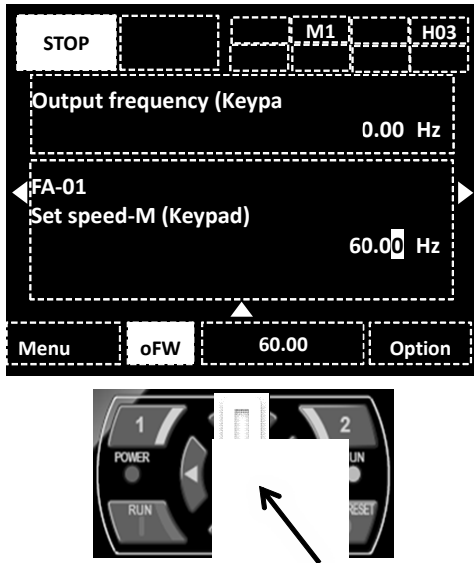 STOP
M1
H03
Output frequency (Keypa
0.00 Hz
FA-01
Set speed-M (Keypad)
60.00 Hz
Menu
oFW
60.00
Option
1
2
POWER
UN
RUN
RESET